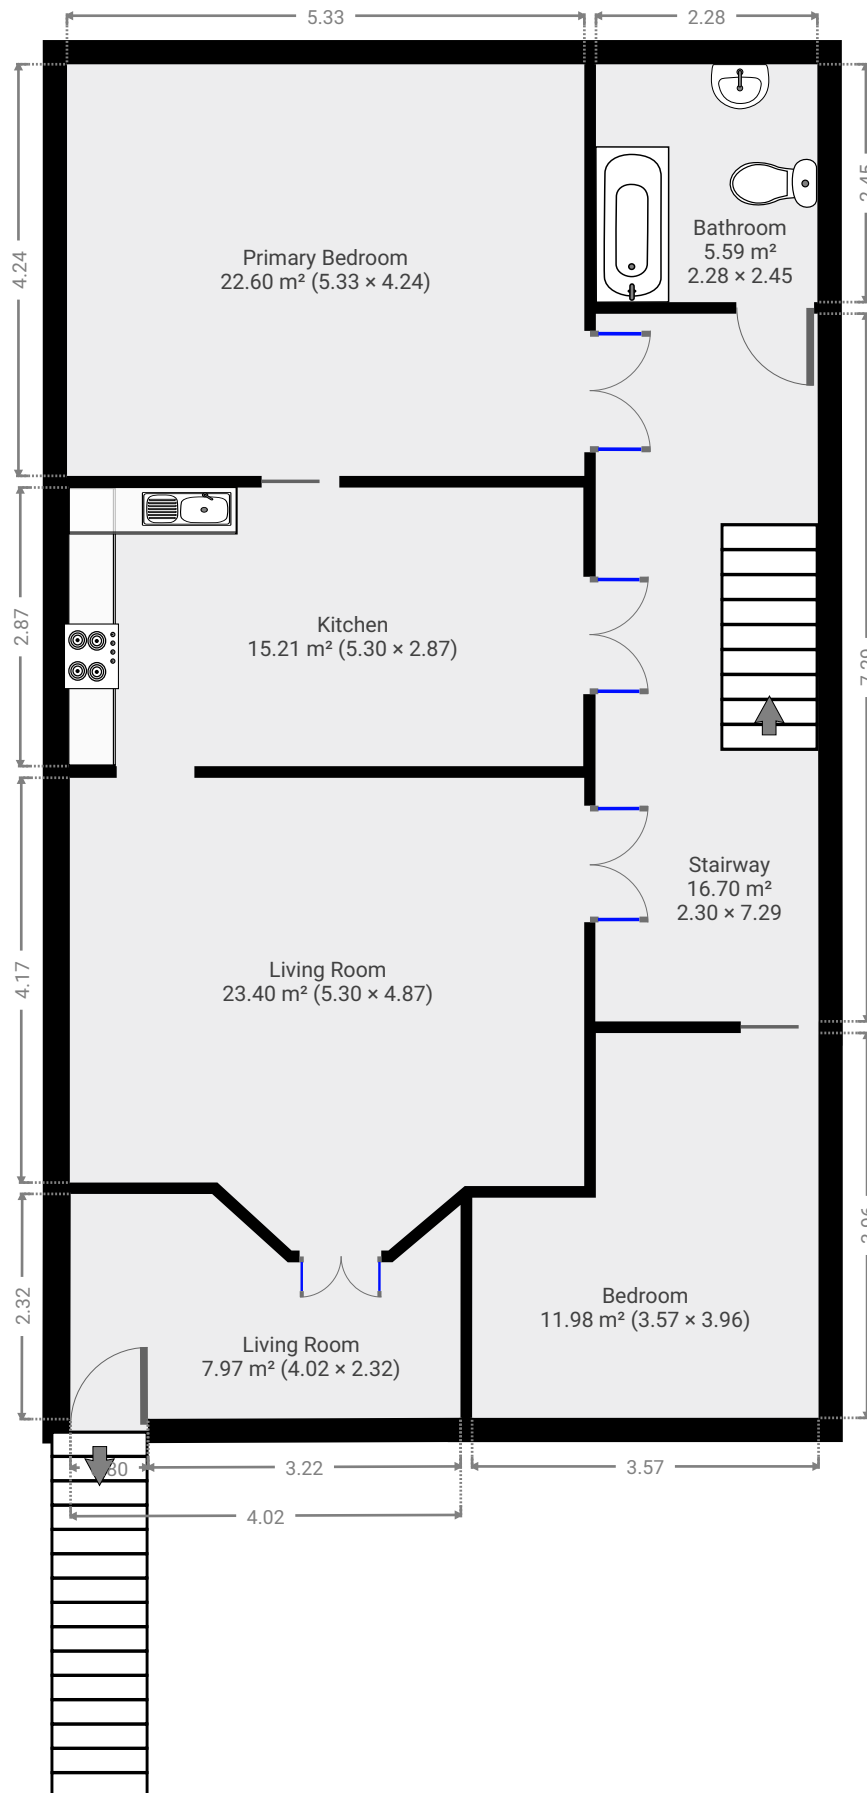 5.33
2.28
4.24
Primary Bedroom
22.60 m² (5.33 × 4.24)
Bathroom
5.59 m²
2.28 × 2.45
2.87
Kitchen
15.21 m² (5.30 × 2.87)
Stairway
16.70 m²
2.30 × 7.29
4.17
Living Room
23.40 m² (5.30 × 4.87)
2.32
Living Room
7.97 m² (4.02 × 2.32)
Bedroom
11.98 m² (3.57 × 3.96)
3.22
3.57
4.02